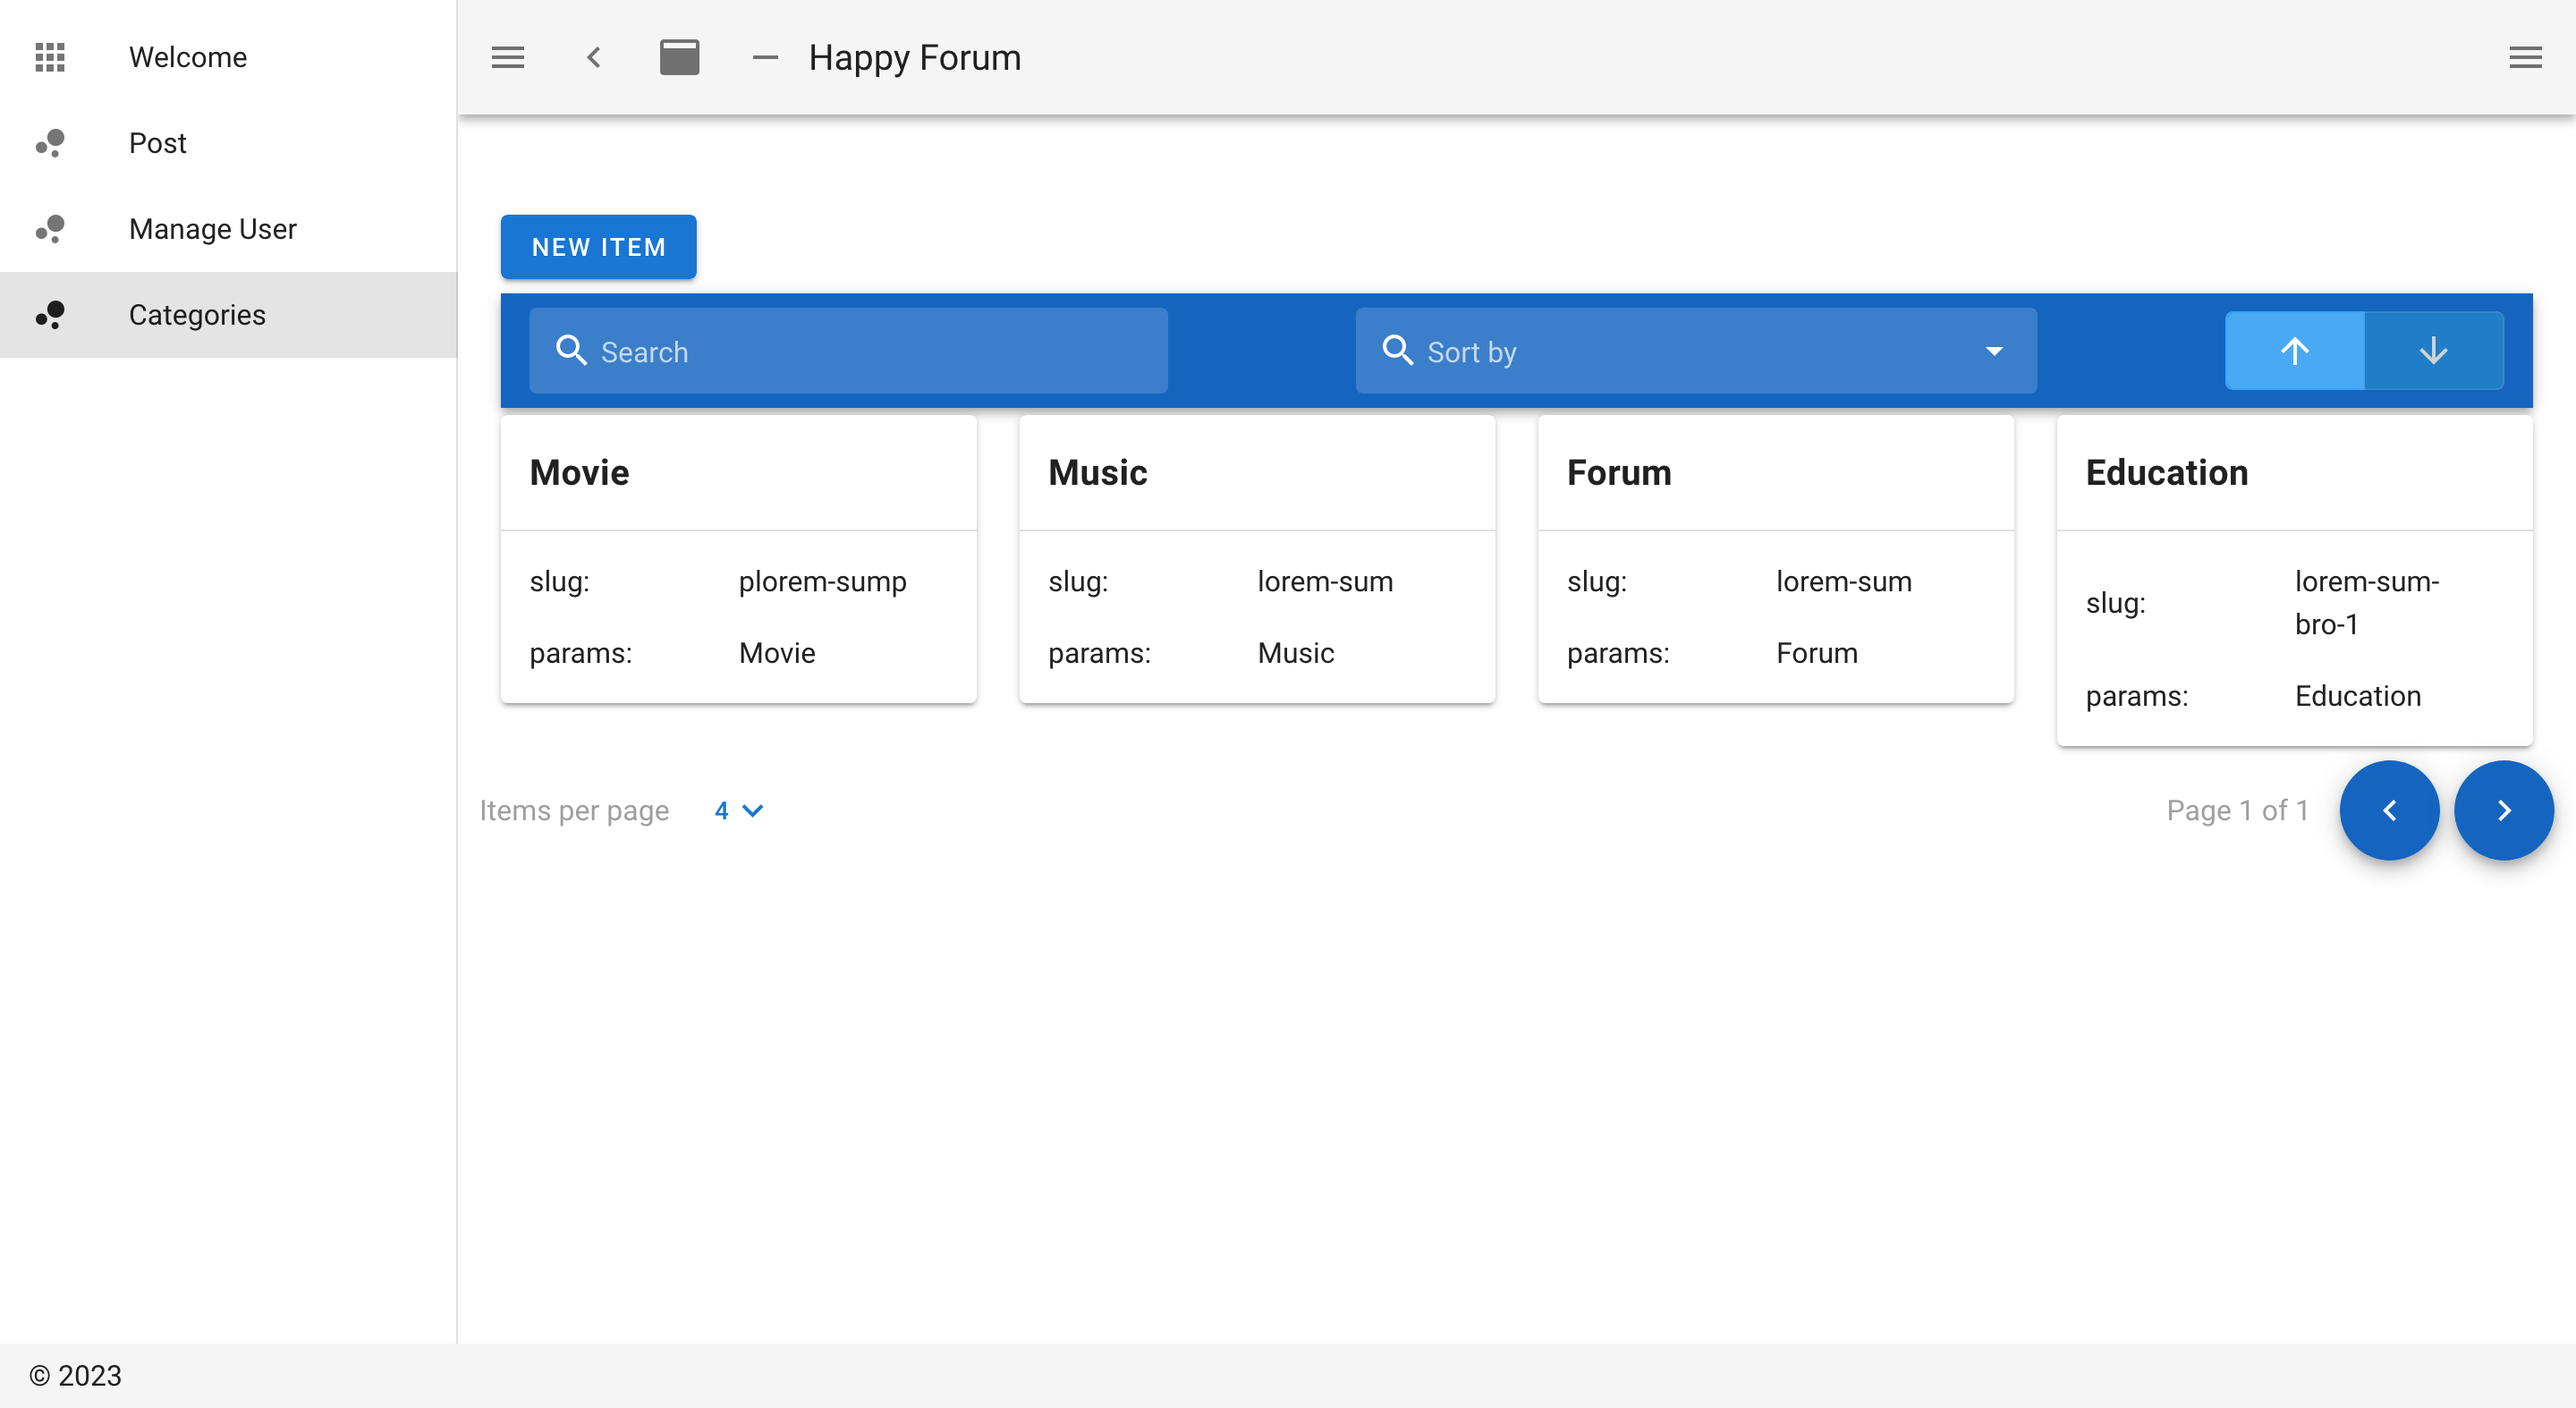 Welcome
Post
Manage User
Categories
Happy Forum
NEW ITEM
Search
Sort by
Movie
slug: plorem-sump
params: Movie
Music
slug: lorem-sum
params: Music
Forum
slug: lorem-sum
params: Forum
Education
slug: lorem-sum-
bro-1
params: Education
Items per page 4
Page 1 of 1
© 2023